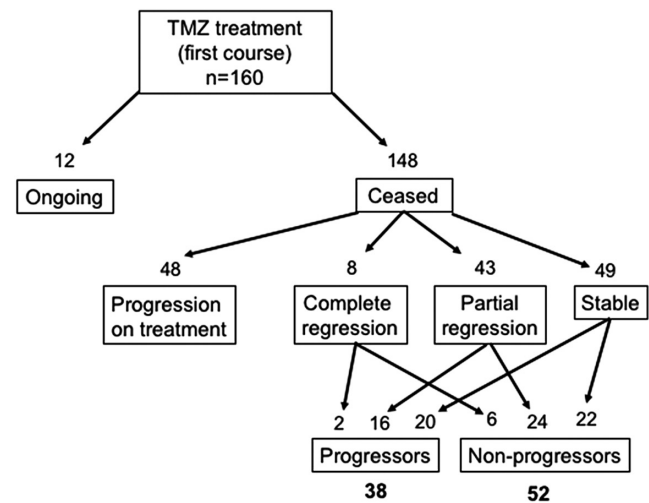 TMZ treatment
(first course)
n=160
12
148
Ongoing
Ceased
48
8
43
49
Progression
on treatment
Complete
regression
Partial
regression
Stable
2
16
20
6
24
22
Progressors
Non-progressors
38
52